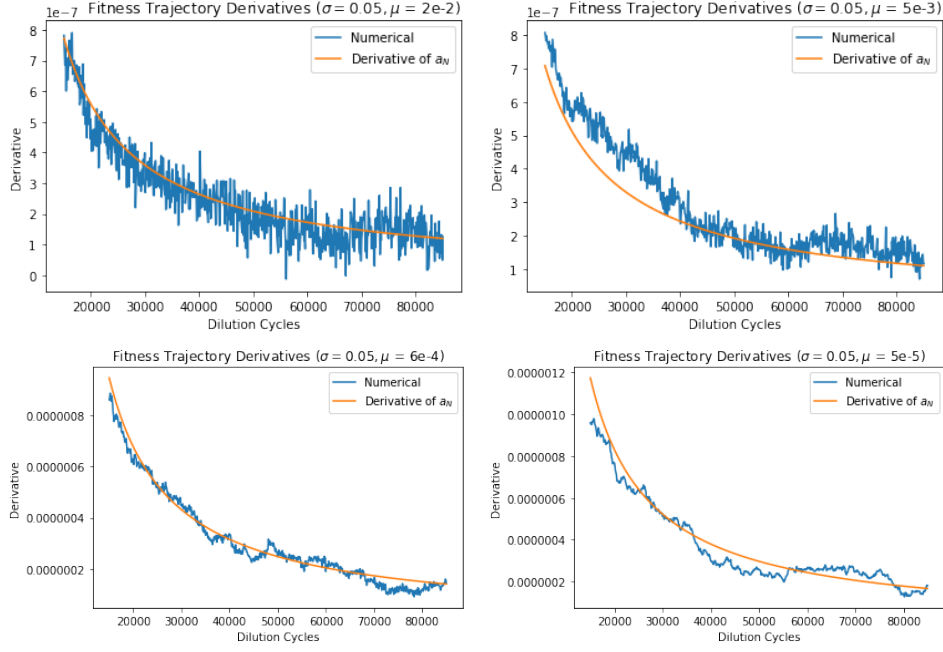 Fitness Trajectory Derivatives (σ = 0.05, μ = 2e-2)
1e−7
Numerical
Derivative of a_N
8
7
6
5
4
3
2
1
0
Derivative
20000 30000 40000 50000 60000 70000 80000
Dilution Cycles
Fitness Trajectory Derivatives (σ = 0.05, μ = 5e-3)
1e−7
Numerical
Derivative of a_N
8
7
6
5
4
3
2
1
Derivative
20000 30000 40000 50000 60000 70000 80000
Dilution Cycles
Fitness Trajectory Derivatives (σ = 0.05, μ = 6e-4)
Numerical
Derivative of a_N
0.0000008
0.0000006
0.0000004
0.0000002
Derivative
20000 30000 40000 50000 60000 70000 80000
Dilution Cycles
Fitness Trajectory Derivatives (σ = 0.05, μ = 5e-5)
Numerical
Derivative of a_N
0.0000012
0.0000010
0.0000008
0.0000006
0.0000004
0.0000002
Derivative
20000 30000 40000 50000 60000 70000 80000
Dilution Cycles